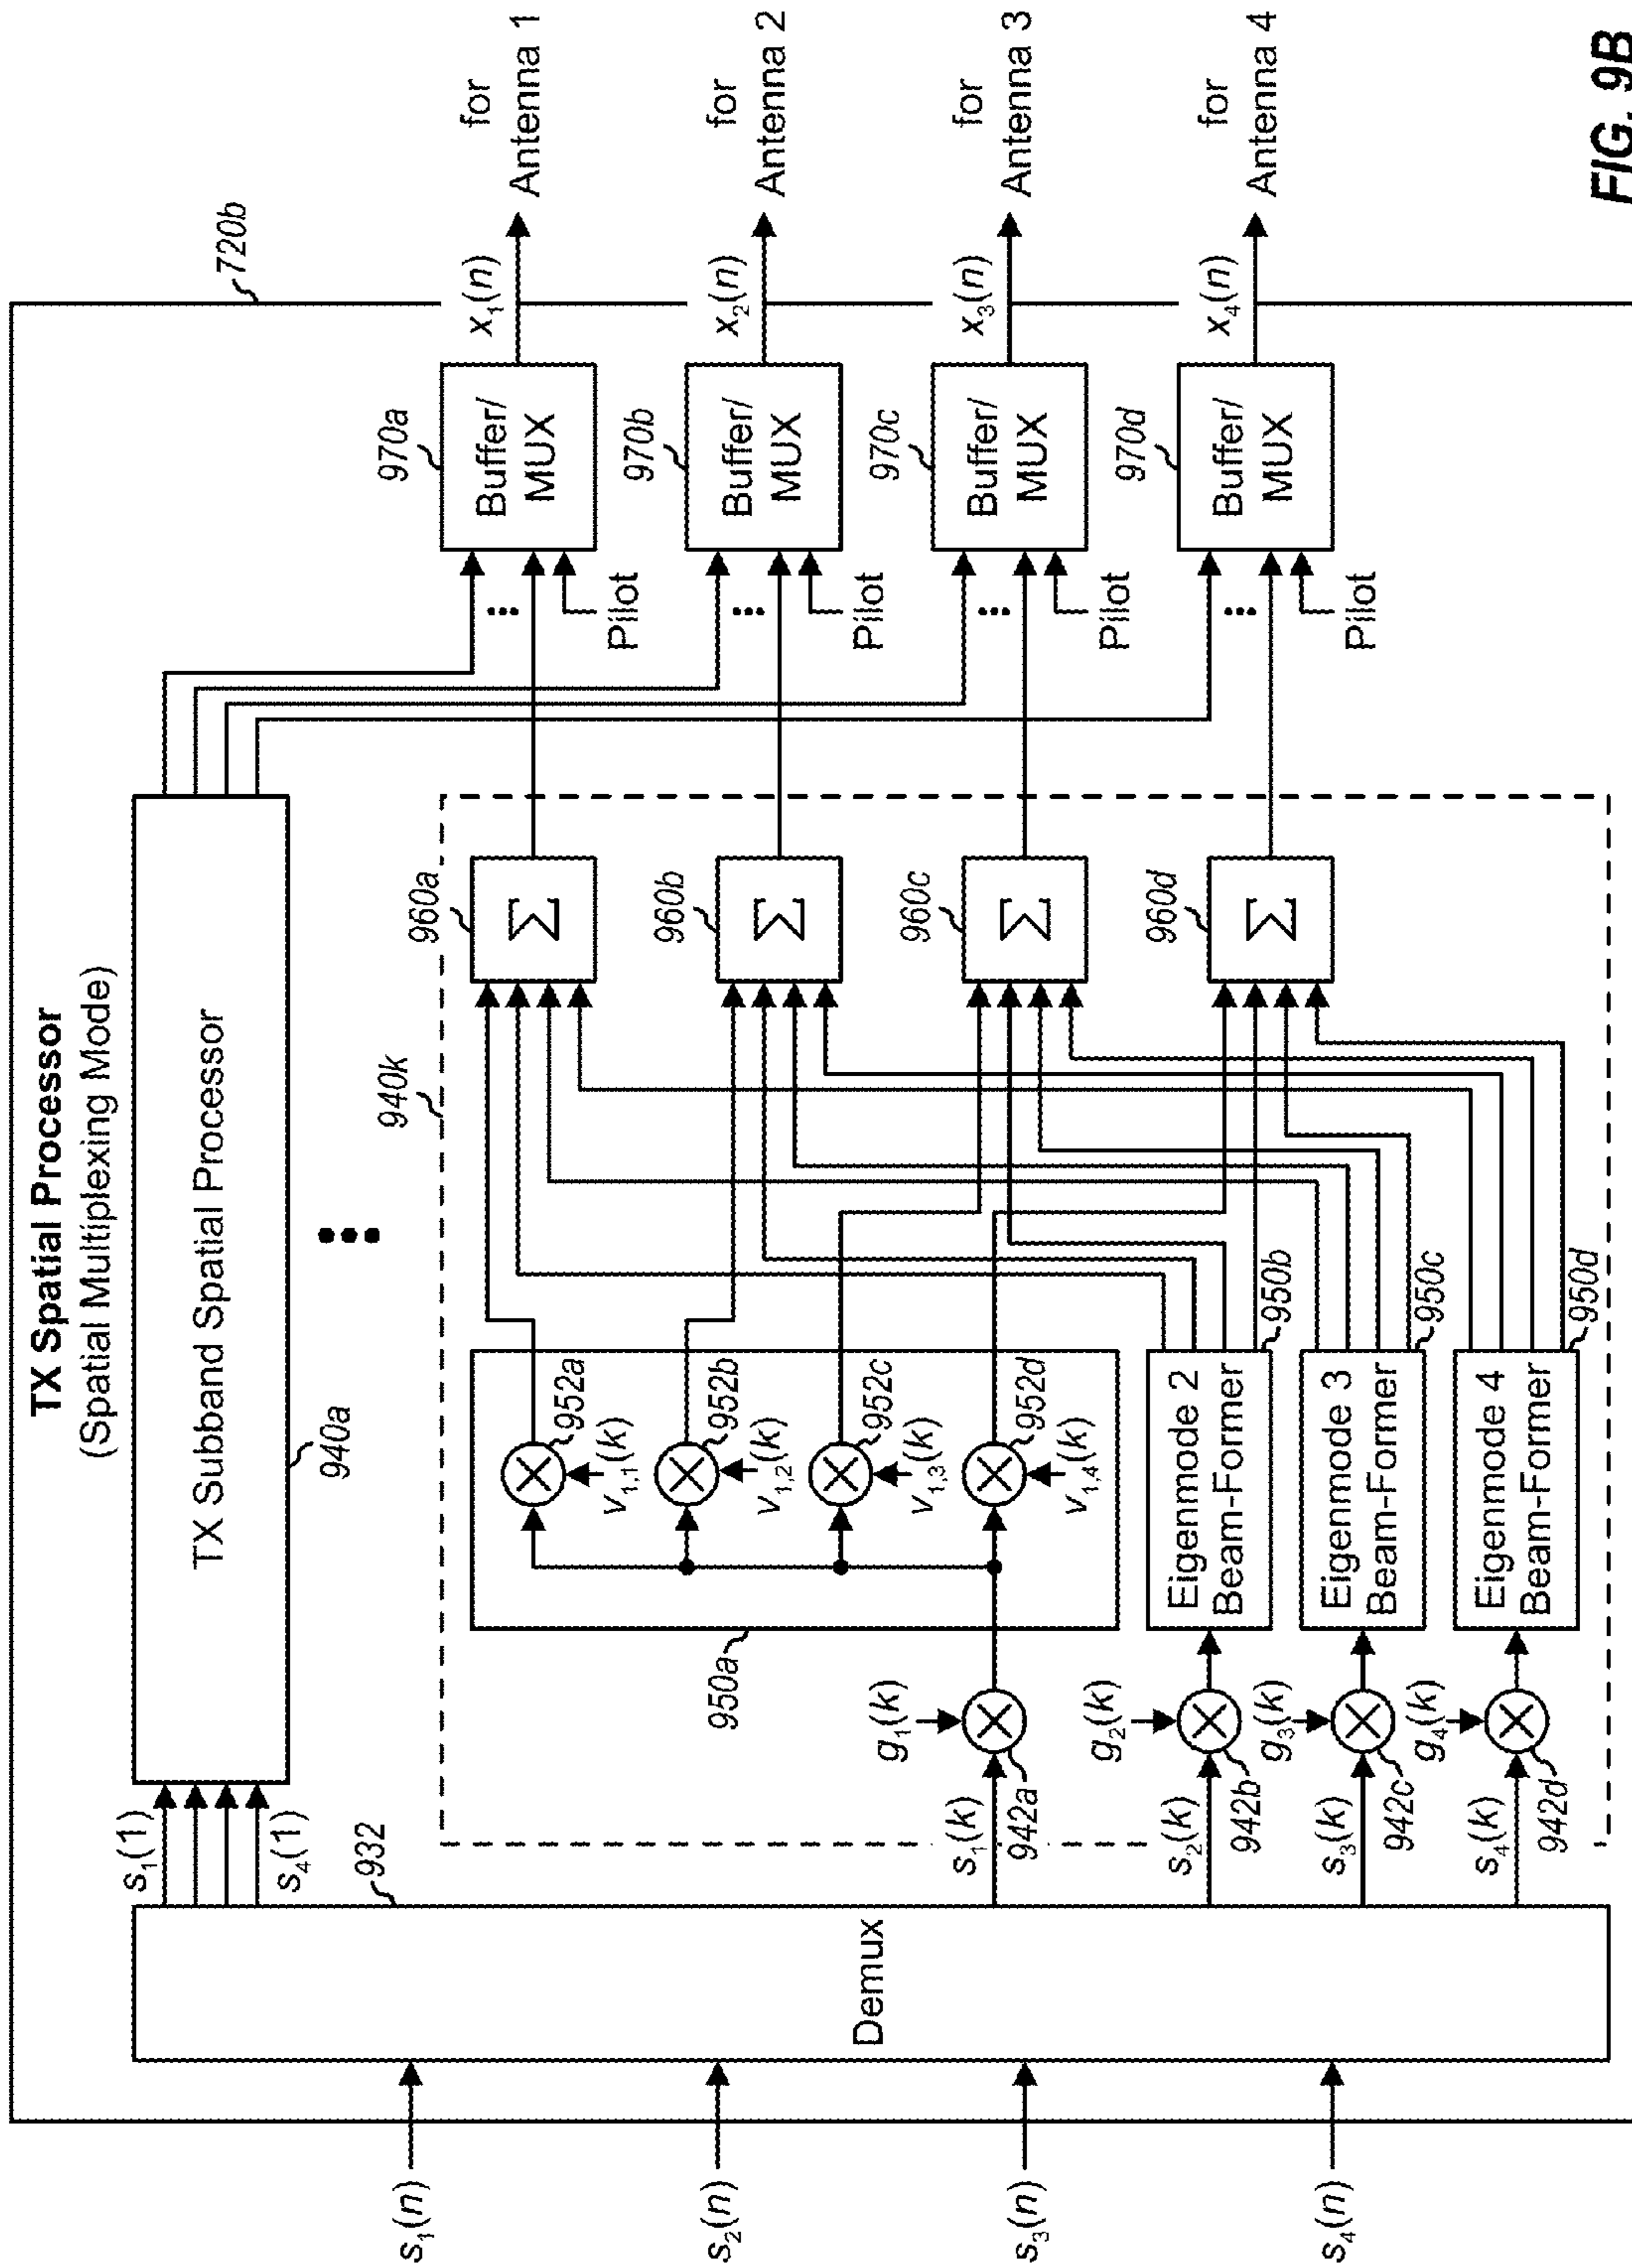 TX Spatial Processor
(Spatial Multiplexing Mode)
720b
TX Subband Spatial Processor
940a
s₁(1)
s₄(1)
932
Demux
s₁(n)
s₂(n)
s₃(n)
s₄(n)
940k
950a
g₁(k)
s₁(k)
942a
g₂(k)
s₂(k)
942b
g₃(k)
s₃(k)
942c
g₄(k)
s₄(k)
942d
952a
v₁,₁(k)
952b
v₁,₂(k)
952c
v₁,₃(k)
952d
v₁,₄(k)
Eigenmode 2
Beam-Former
950b
Eigenmode 3
Beam-Former
950c
Eigenmode 4
Beam-Former
950d
960a
Σ
960b
Σ
960c
Σ
960d
Σ
970a
Buffer/
MUX
Pilot
x₁(n)
for
Antenna 1
970b
Buffer/
MUX
Pilot
x₂(n)
for
Antenna 2
970c
Buffer/
MUX
Pilot
x₃(n)
for
Antenna 3
970d
Buffer/
MUX
Pilot
x₄(n)
for
Antenna 4
FIG. 9B